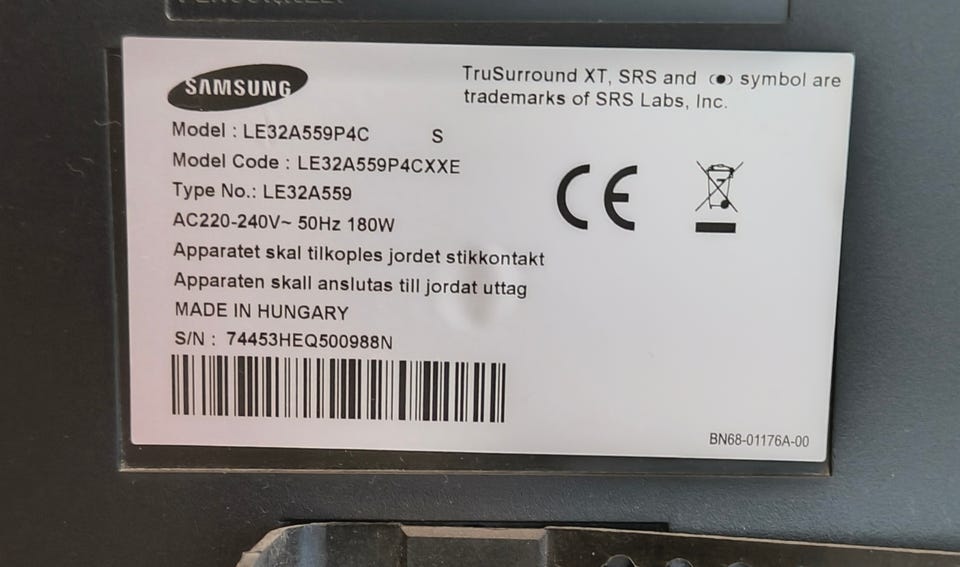 SAMSUNG
TruSurround XT, SRS and (●) symbol are
trademarks of SRS Labs, Inc.
Model : LE32A559P4C S
Model Code : LE32A559P4CXXE
Type No.: LE32A559
AC220-240V~ 50Hz 180W
Apparatet skal tilkoples jordet stikkontakt
Apparaten skall anslutas till jordat uttag
MADE IN HUNGARY
S/N : 74453HEQ500988N
CE
BN68-01176A-00